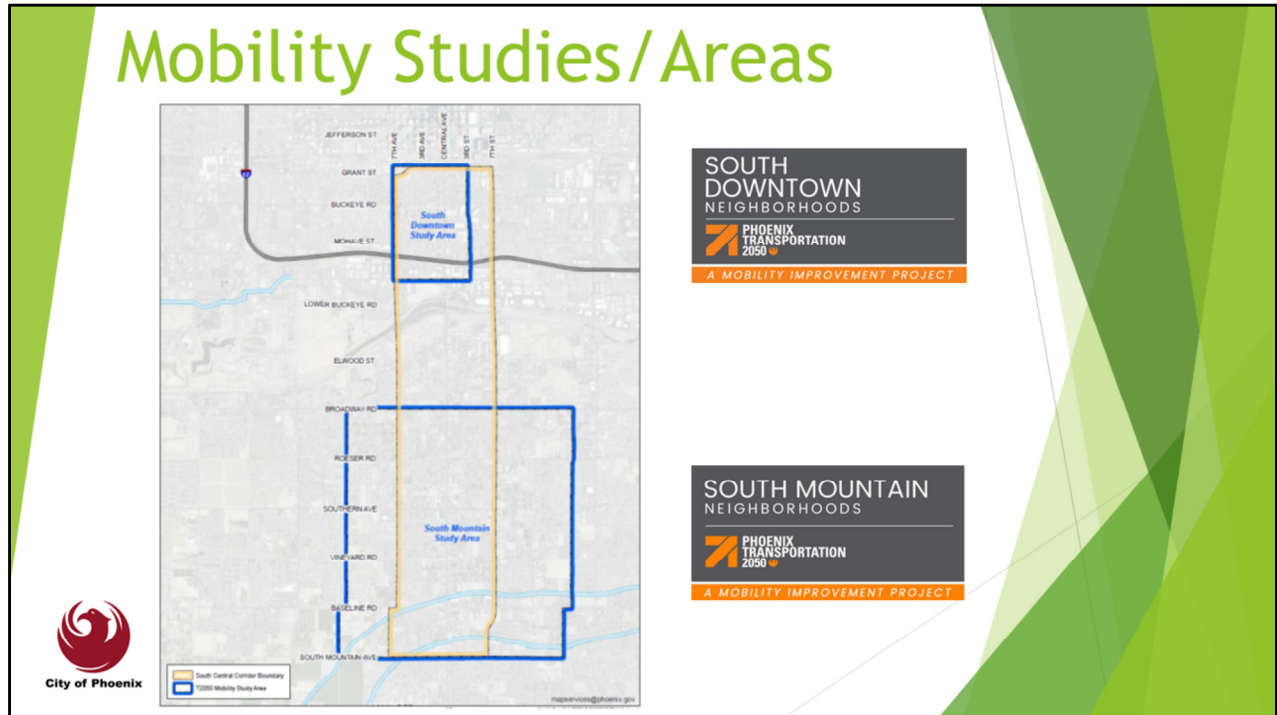 Mobility Studies/Areas
JEFFERSON ST
7TH AVE
3RD AVE
CENTRAL AVE
3RD ST
7TH ST
GRANT ST
17
BUCKEYE RD
South
Downtown
Study Area
MOHAVE ST
LOWER BUCKEYE RD
ELWOOD ST
BROADWAY RD
ROESER RD
SOUTHERN AVE
South Mountain
Study Area
VINEYARD RD
BASELINE RD
SOUTH MOUNTAIN AVE
South Central Corridor Boundary
T2050 Mobility Study Area
mapservices@phoenix.gov
SOUTH
DOWNTOWN
NEIGHBORHOODS
PHOENIX
TRANSPORTATION
2050
A MOBILITY IMPROVEMENT PROJECT
SOUTH MOUNTAIN
NEIGHBORHOODS
PHOENIX
TRANSPORTATION
2050
A MOBILITY IMPROVEMENT PROJECT
City of Phoenix